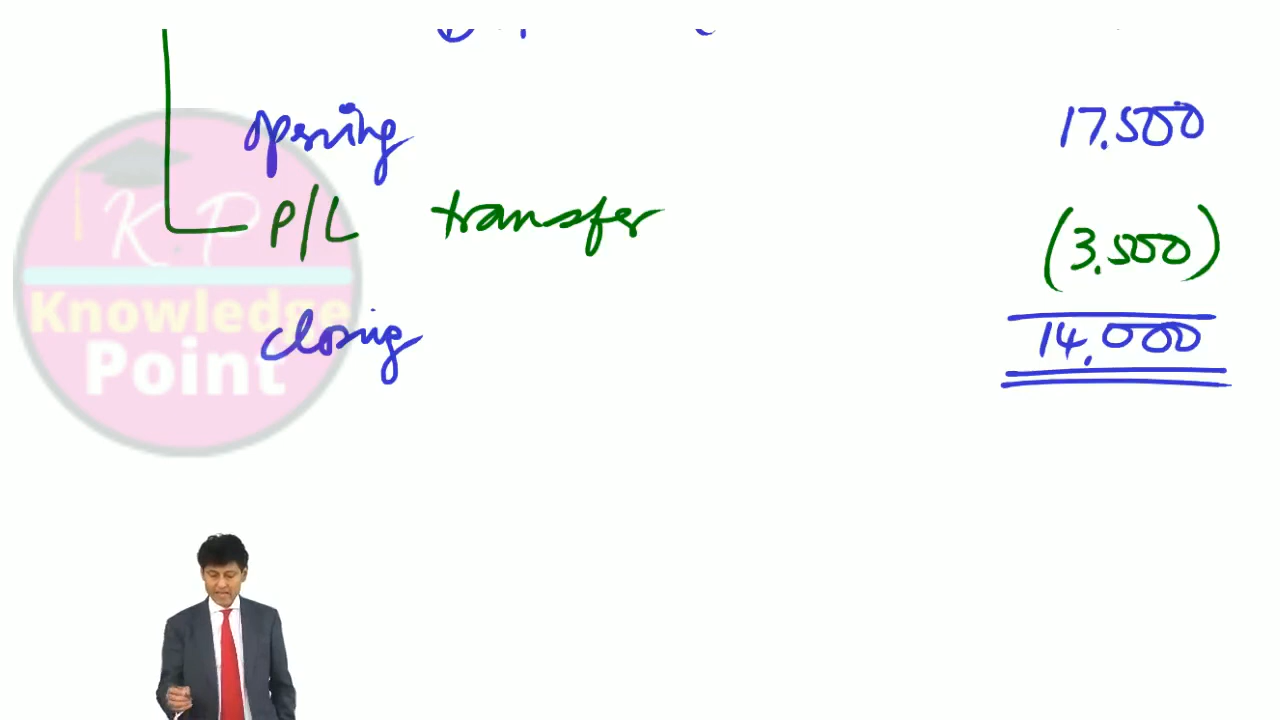 opening 17,500
P/L transfer (3,500)
closing 14,000
K.P
Knowledge
Point